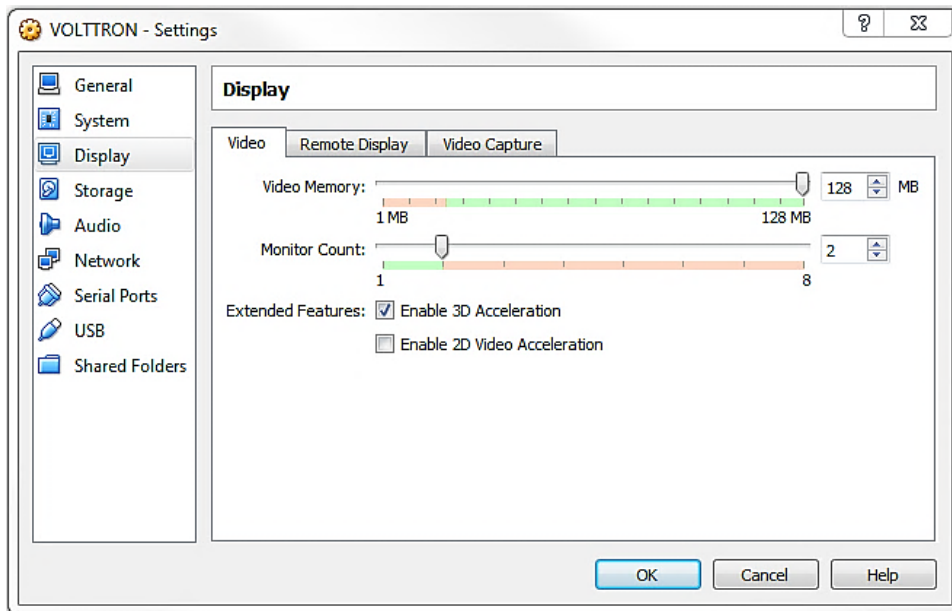 VOLTTRON - Settings
General
System
Display
Storage
Audio
Network
Serial Ports
USB
Shared Folders
Display
Video
Remote Display
Video Capture
Video Memory:
128
MB
1 MB
128 MB
Monitor Count:
2
1
8
Extended Features:
Enable 3D Acceleration
Enable 2D Video Acceleration
OK
Cancel
Help